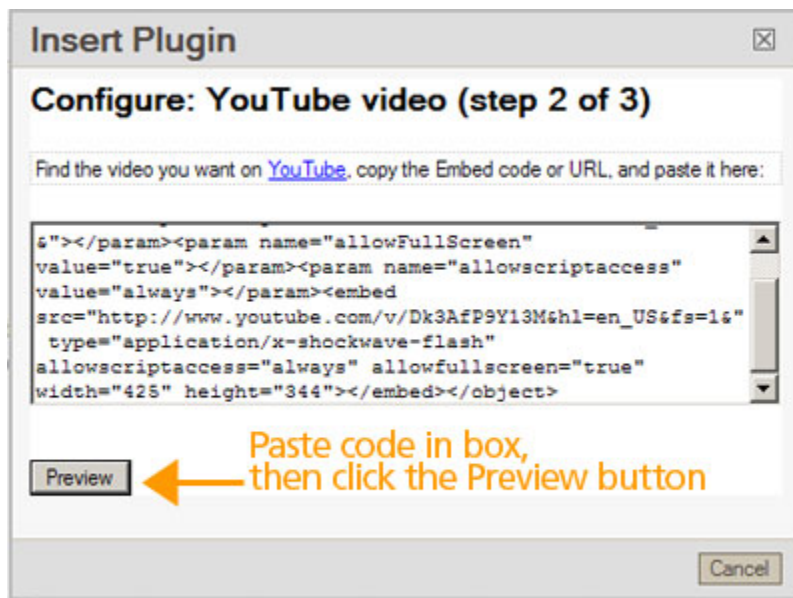 Insert Plugin
Configure: YouTube video (step 2 of 3)
Find the video you want on YouTube, copy the Embed code or URL, and paste it here:
&"></param><param name="allowFullScreen"
value="true"></param><param name="allowscriptaccess"
value="always"></param><embed
src="http://www.youtube.com/v/Dk3AfP9Y13M&hl=en_US&fs=1&"
type="application/x-shockwave-flash"
allowscriptaccess="always" allowfullscreen="true"
width="425" height="344"></embed></object>
Paste code in box,
Preview
then click the Preview button
Cancel